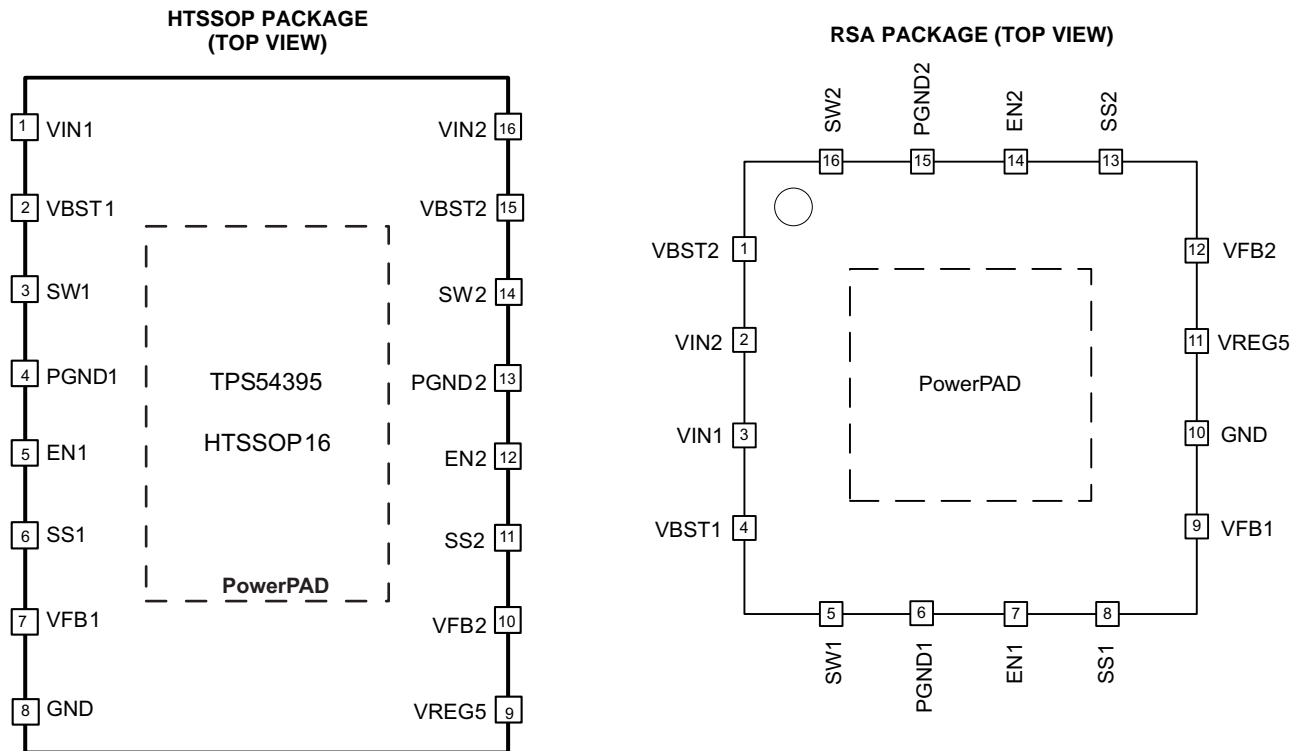 HTSSOP PACKAGE
(TOP VIEW)
1 VIN1
2 VBST1
3 SW1
4 PGND1
5 EN1
6 SS1
7 VFB1
8 GND
VIN2 16
VBST2 15
SW2 14
PGND2 13
EN2 12
SS2 11
VFB2 10
VREG5 9
TPS54395
HTSSOP16
PowerPAD
RSA PACKAGE (TOP VIEW)
SW2 16
PGND2 15
EN2 14
SS2 13
VBST2 1
VIN2 2
VIN1 3
VBST1 4
12 VFB2
11 VREG5
10 GND
9 VFB1
PowerPAD
5 SW1
6 PGND1
7 EN1
8 SS1